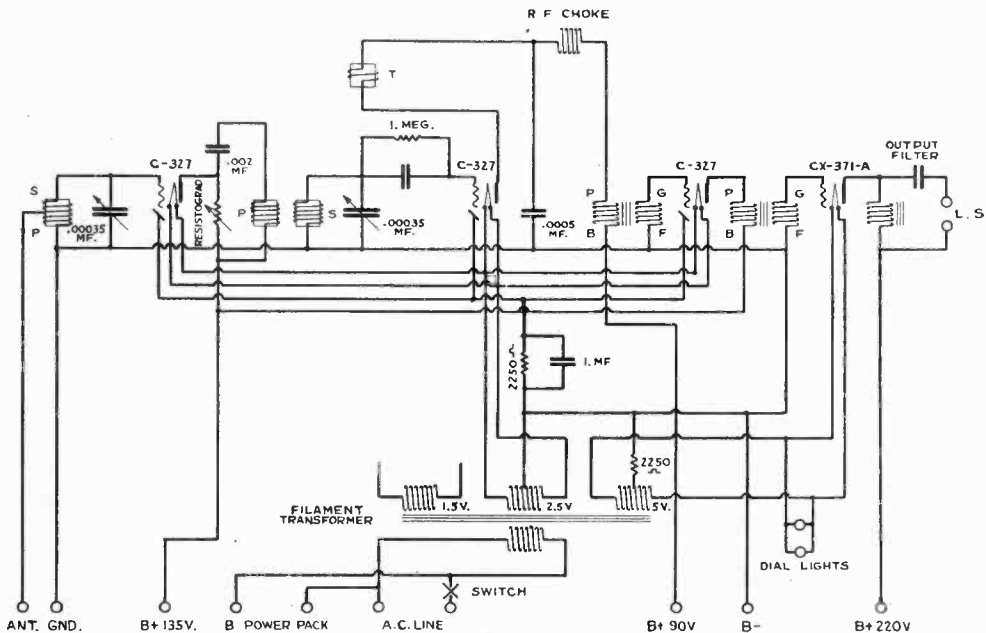 R F CHOKE
T
1. MEG.
C-327
.002
MF
C-327
C-327
CX-371-A
OUTPUT
FILTER
S
P
.00035
MF.
RESISTOGRAD
P
S
.00035
MF.
.0005
MF.
P
B
G
F
P
B
G
F
L. S.
2250 Ω
1. MF
2250
Ω
FILAMENT
TRANSFORMER
1.5V.
2.5V
5V.
DIAL LIGHTS
SWITCH
ANT. GND.
B+ 135V.
B POWER PACK
A.C. LINE
B+ 90V
B-
B+ 220V